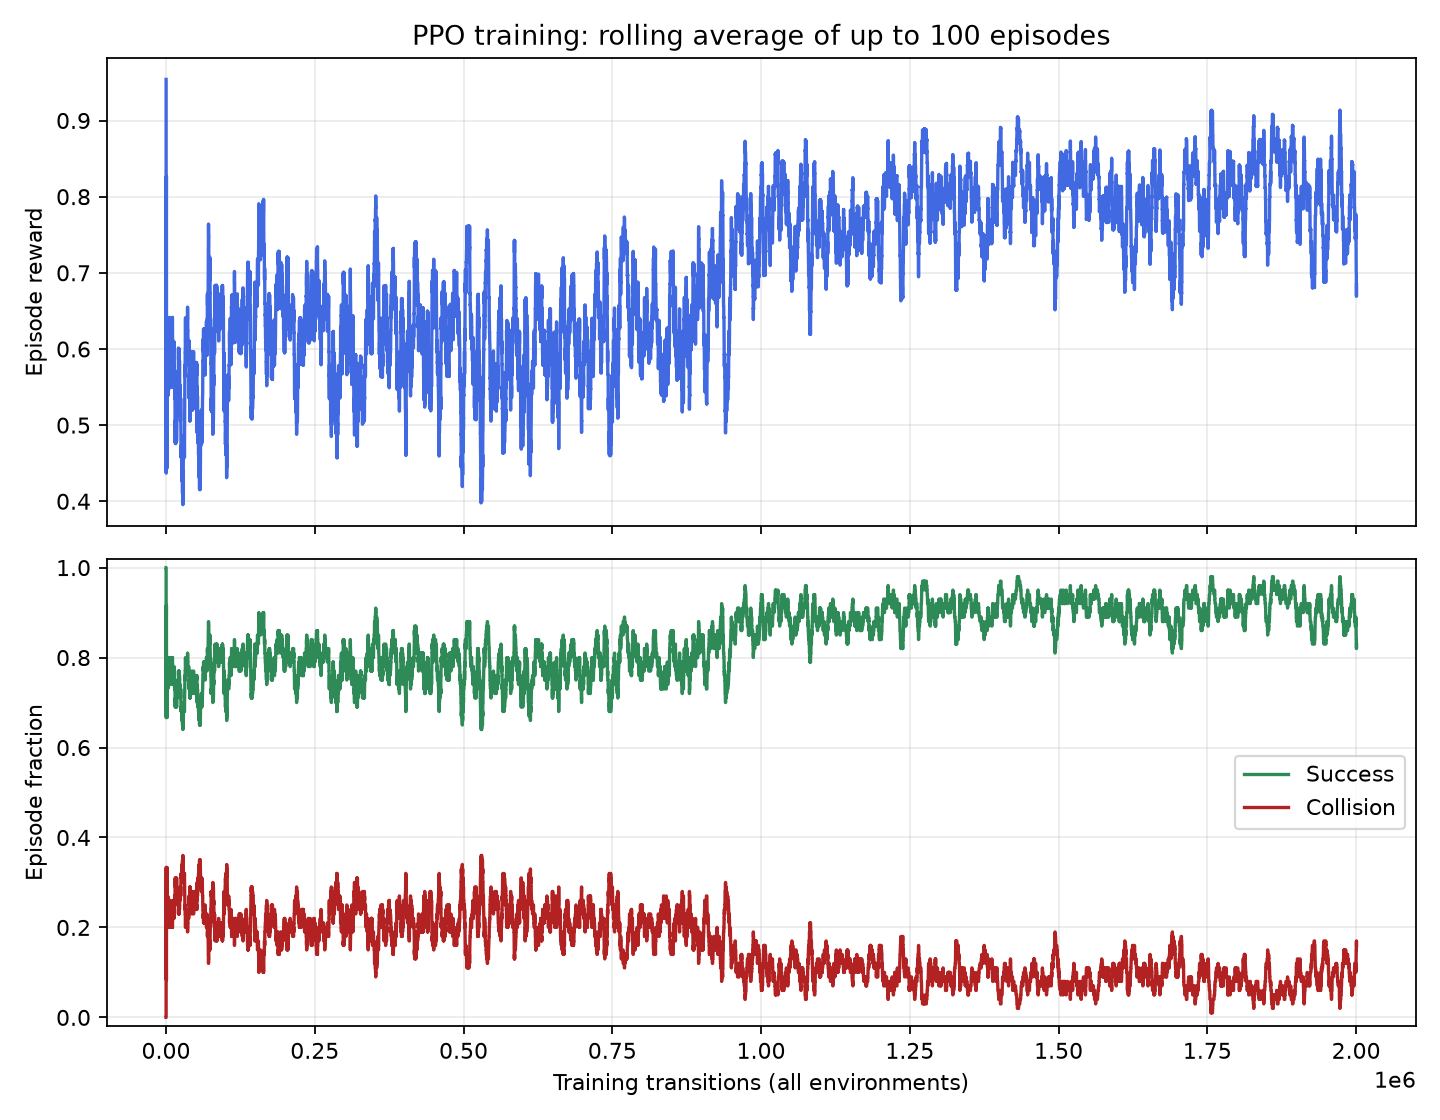 PPO training: rolling average of up to 100 episodes
Episode reward
0.9
0.8
0.7
0.6
0.5
0.4
Episode fraction
1.0
0.8
0.6
0.4
0.2
0.0
Success
Collision
0.00 0.25 0.50 0.75 1.00 1.25 1.50 1.75 2.00
1e6
Training transitions (all environments)